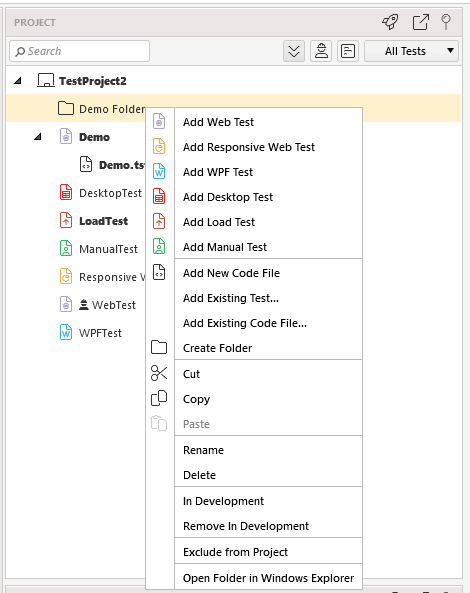 PROJECT
Search
All Tests
TestProject2
Demo Folder
Add Web Test
Add Responsive Web Test
Demo
Add WPF Test
Demo.ts
DesktopTest
Add Desktop Test
LoadTest
Add Load Test
ManualTest
Add Manual Test
Responsive W
Add New Code File
WebTest
Add Existing Test...
WPFTest
Add Existing Code File...
Create Folder
Cut
Copy
Paste
Rename
Delete
In Development
Remove In Development
Exclude from Project
Open Folder in Windows Explorer